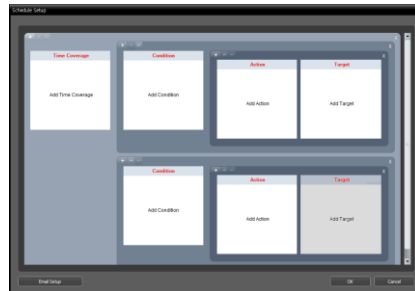 Schedule Setup
Time Coverage
Condition
Action
Target
Add Time Coverage
Add Condition
Add Action
Add Target
Condition
Action
Target
Add Condition
Add Action
Add Target
Email Setup
OK
Cancel